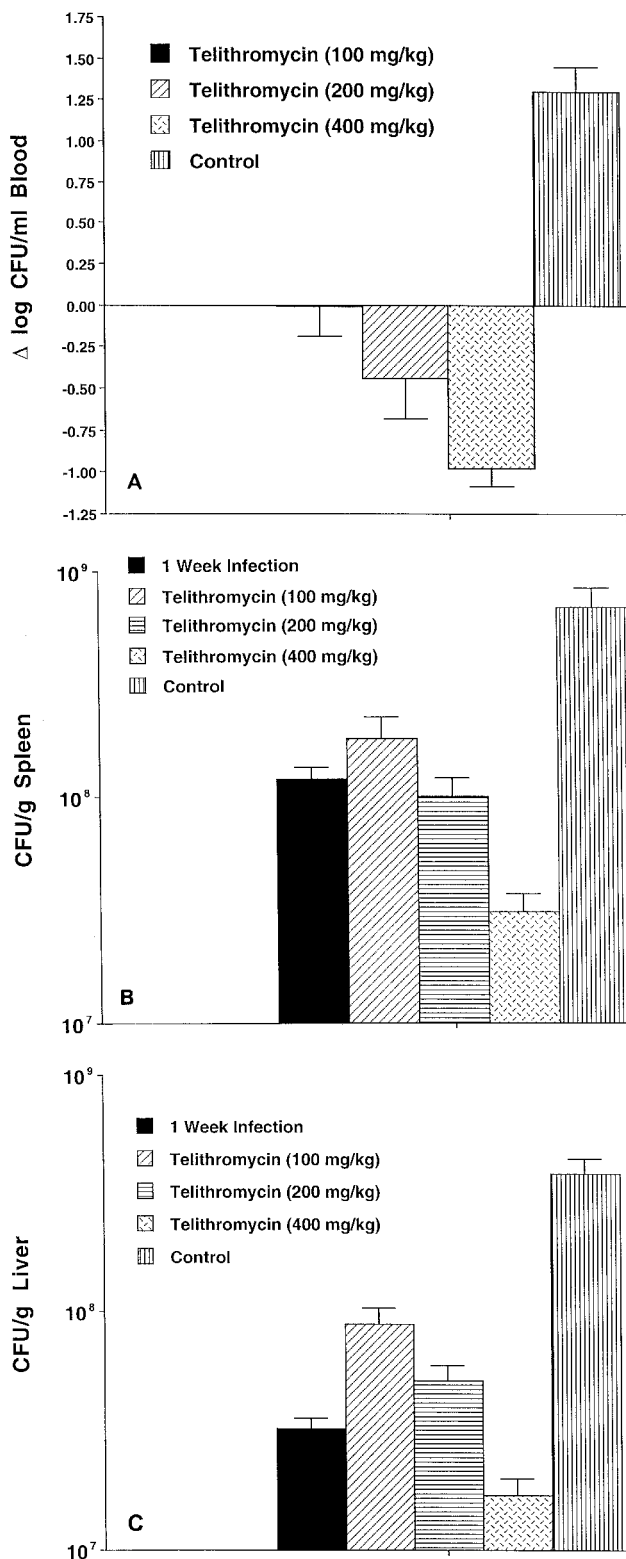 1.75
1.50
1.25
1.00
0.75
0.50
0.25
0.00
-0.25
-0.50
-0.75
-1.00
-1.25
Δ log CFU/ml Blood
Telithromycin (100 mg/kg)
Telithromycin (200 mg/kg)
Telithromycin (400 mg/kg)
Control
A
10⁹
10⁸
10⁷
CFU/g Spleen
1 Week Infection
Telithromycin (100 mg/kg)
Telithromycin (200 mg/kg)
Telithromycin (400 mg/kg)
Control
B
10⁹
10⁸
10⁷
CFU/g Liver
1 Week Infection
Telithromycin (100 mg/kg)
Telithromycin (200 mg/kg)
Telithromycin (400 mg/kg)
Control
C